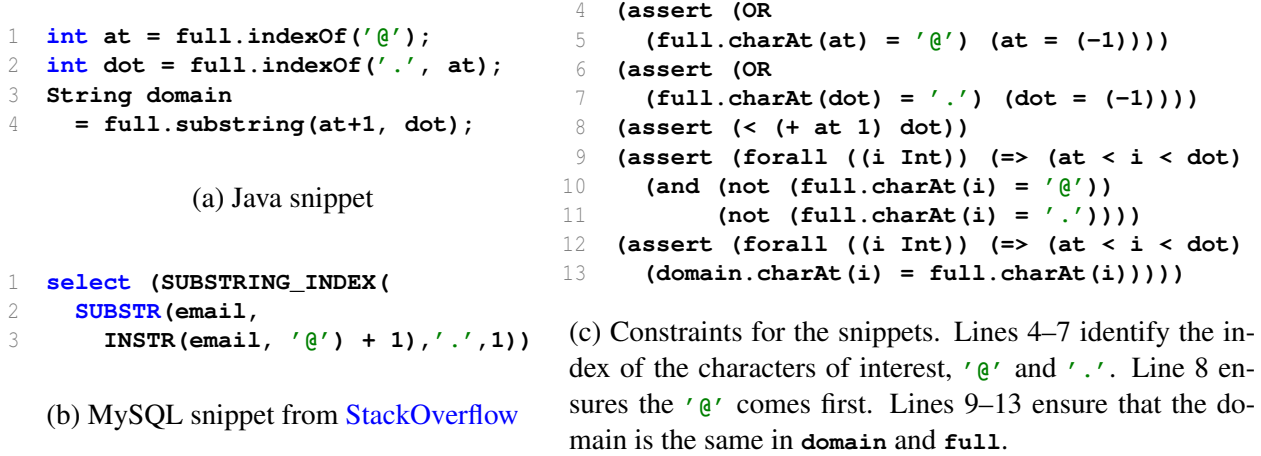 1 int at = full.indexOf('@');
2 int dot = full.indexOf('.', at);
3 String domain
4 = full.substring(at+1, dot);
(a) Java snippet
1 select (SUBSTRING_INDEX(
2 SUBSTR(email,
3 INSTR(email, '@') + 1),'.',1))
(b) MySQL snippet from StackOverflow
4 (assert (OR
5 (full.charAt(at) = '@') (at = (-1))))
6 (assert (OR
7 (full.charAt(dot) = '.') (dot = (-1))))
8 (assert (< (+ at 1) dot))
9 (assert (forall ((i Int)) (=> (at < i < dot)
10 (and (not (full.charAt(i) = '@'))
11 (not (full.charAt(i) = '.'))))
12 (assert (forall ((i Int)) (=> (at < i < dot)
13 (domain.charAt(i) = full.charAt(i)))))
(c) Constraints for the snippets. Lines 4–7 identify the in-
dex of the characters of interest, '@' and '.'. Line 8 en-
sures the '@' comes first. Lines 9–13 ensure that the do-
main is the same in domain and full.